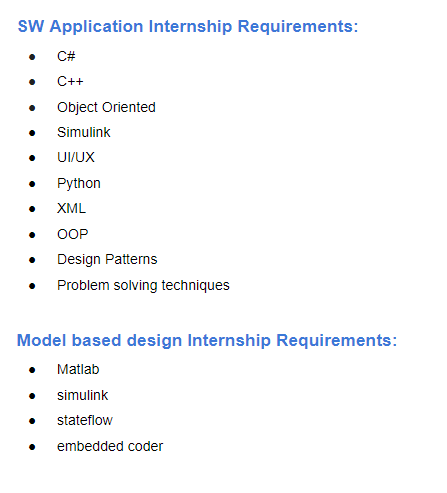 SW Application Internship Requirements:
● C#
● C++
● Object Oriented
● Simulink
● UI/UX
● Python
● XML
● OOP
● Design Patterns
● Problem solving techniques
Model based design Internship Requirements:
● Matlab
● simulink
● stateflow
● embedded coder